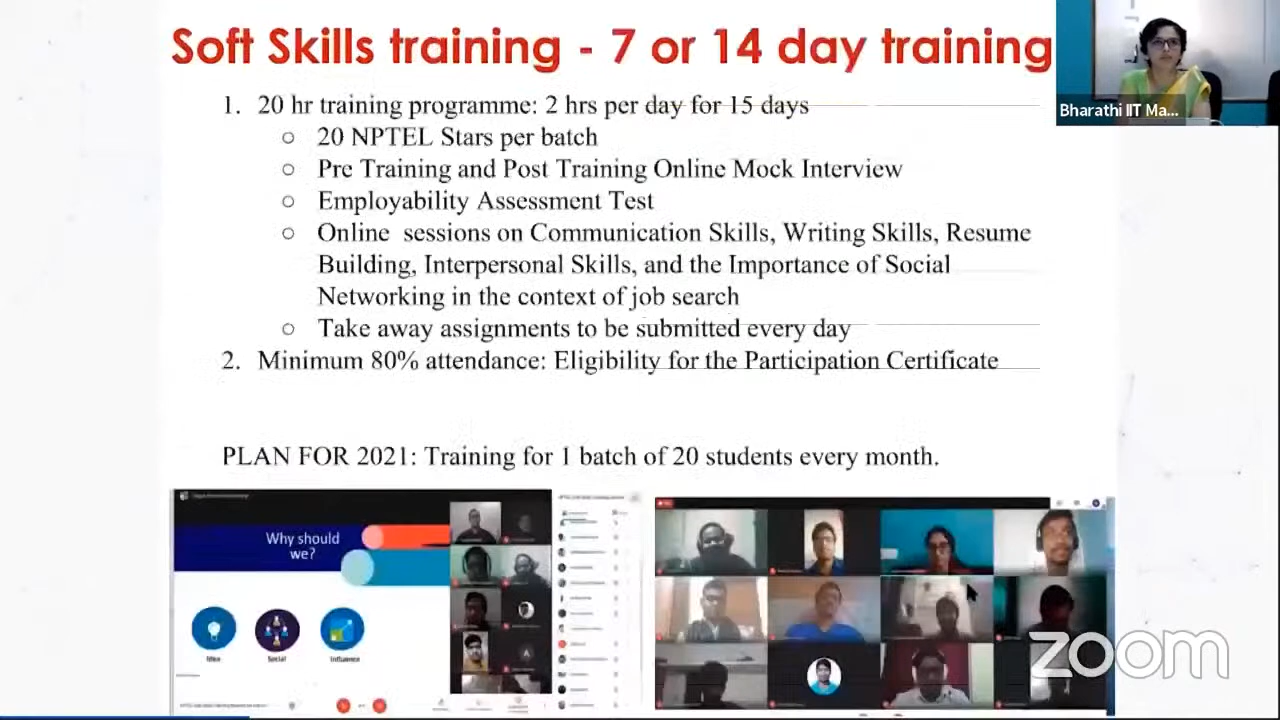 Soft Skills training - 7 or 14 day training
Bharathi IIT Ma...
1. 20 hr training programme: 2 hrs per day for 15 days
○ 20 NPTEL Stars per batch
○ Pre Training and Post Training Online Mock Interview
○ Employability Assessment Test
○ Online sessions on Communication Skills, Writing Skills, Resume
Building, Interpersonal Skills, and the Importance of Social
Networking in the context of job search
○ Take away assignments to be submitted every day
2. Minimum 80% attendance: Eligibility for the Participation Certificate
PLAN FOR 2021: Training for 1 batch of 20 students every month.
Why should
we?
Social
Influence
zoom